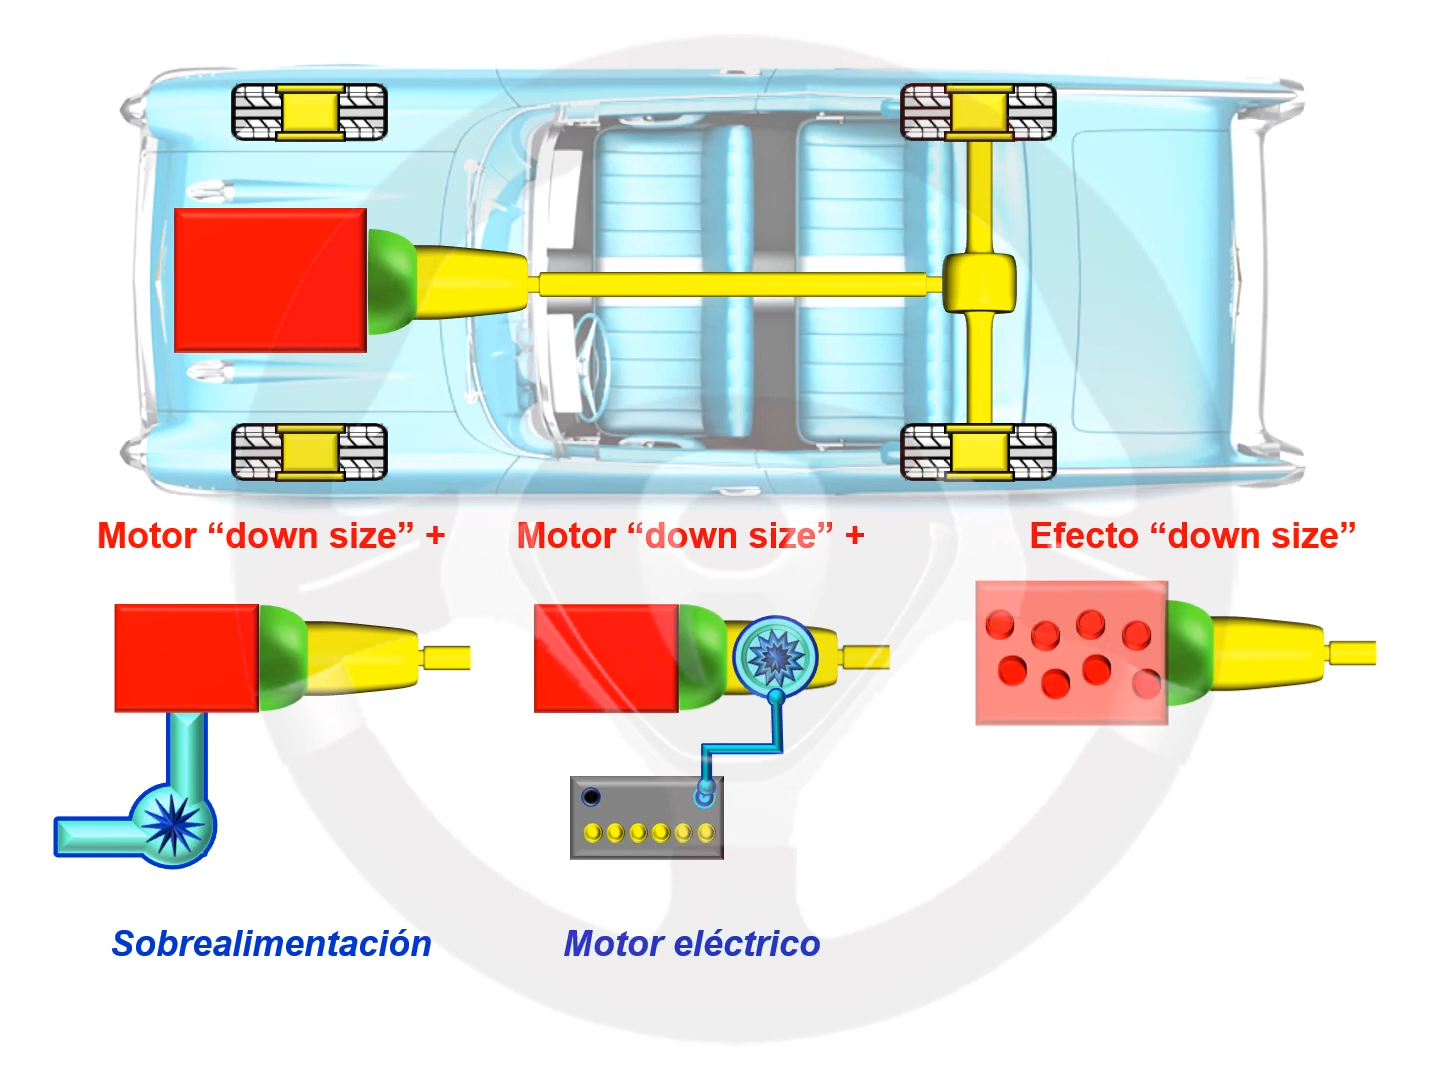 Motor “down size” +
Motor “down size” +
Efecto “down size”
Sobrealimentación
Motor eléctrico